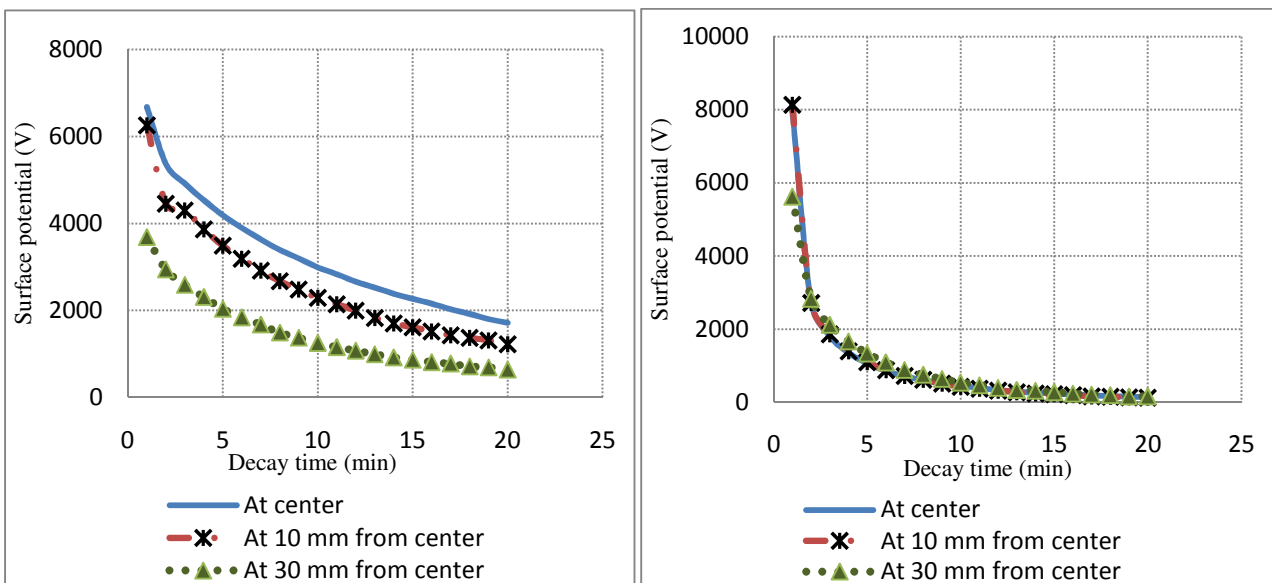 8000
6000
4000
2000
0
Surface potential (V)
0 5 10 15 20 25
Decay time (min)
At center
At 10 mm from center
At 30 mm from center
10000
8000
6000
4000
2000
0
Surface potential (V)
0 5 10 15 20 25
Decay time (min)
At center
At 10 mm from center
At 30 mm from center